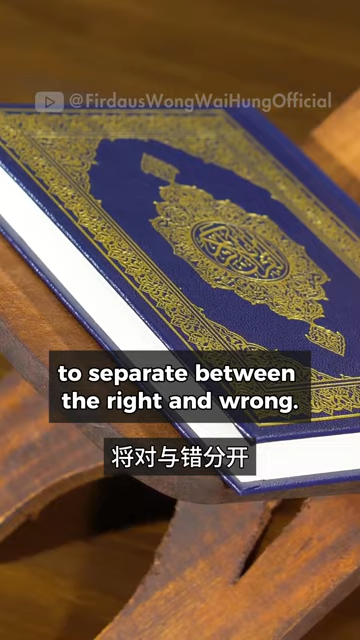 @FirdausWongWaiHungOfficial
to separate between
the right and wrong.
将对与错分开